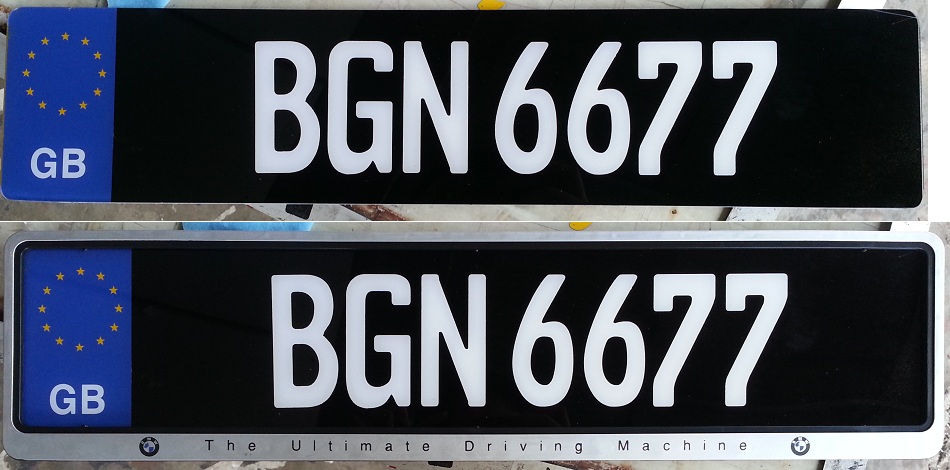 BGN 6677
GB
BGN 6677
GB
The Ultimate Driving Machine